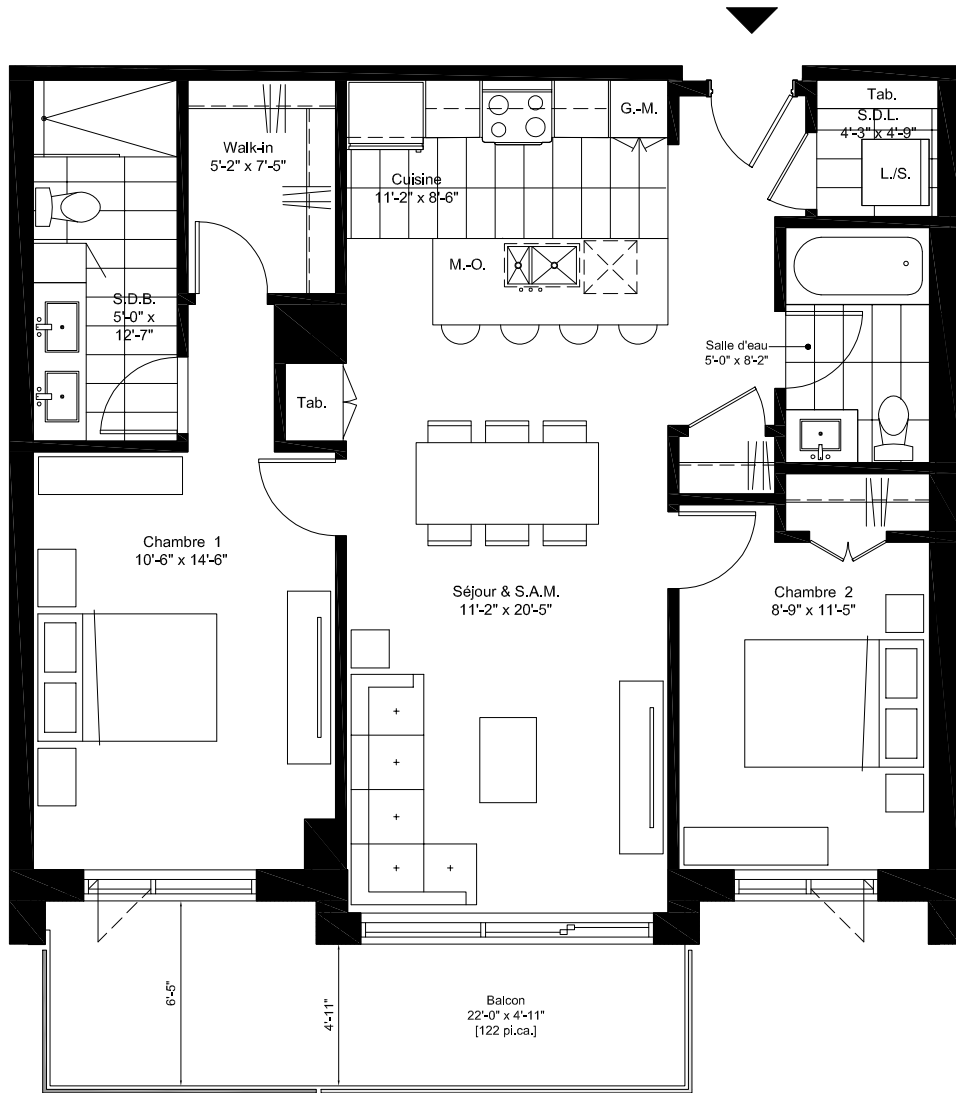 Tab.
S.D.L.
4'-3" x 4'-9"
L./S.
G.-M.
Walk-in
5'-2" x 7'-5"
Cuisine
11'-2" x 8'-6"
M.-O.
S.D.B.
5'-0" x
12'-7"
Salle d'eau
5'-0" x 8'-2"
Tab.
Chambre 1
10'-6" x 14'-6"
Séjour & S.A.M.
11'-2" x 20'-5"
Chambre 2
8'-9" x 11'-5"
6'-5"
4'-11"
Balcon
22'-0" x 4'-11"
[122 pi.ca.]